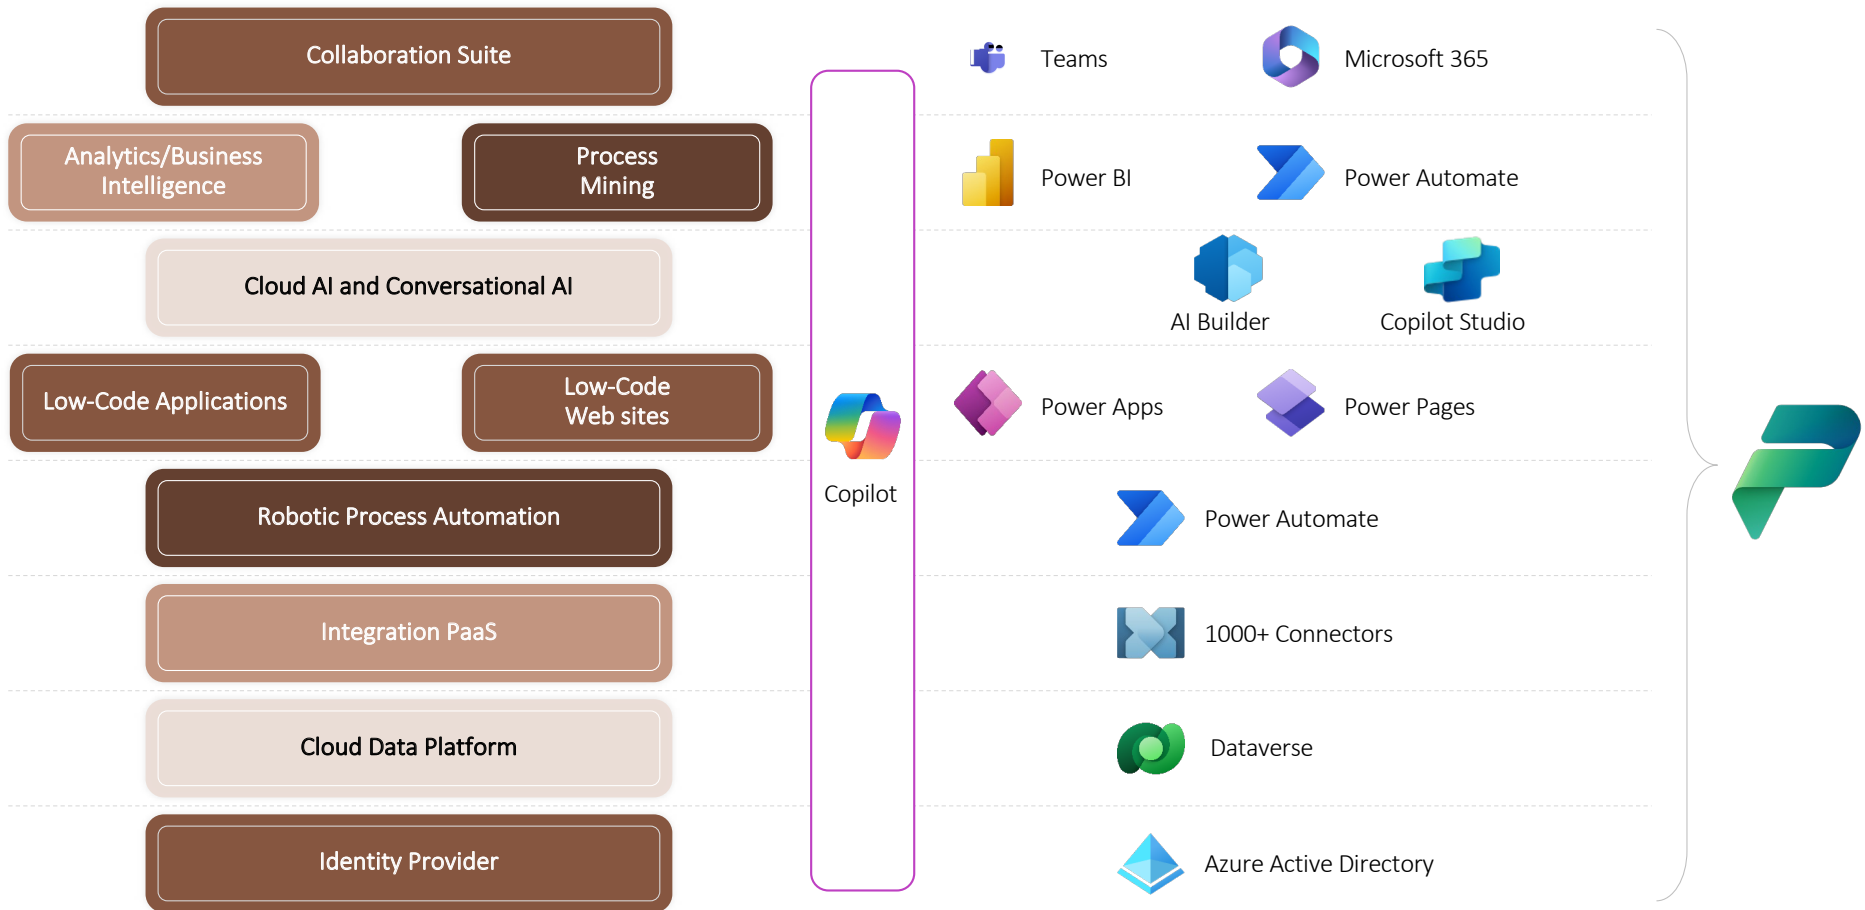 Collaboration Suite
Teams
Microsoft 365
Analytics/Business
Intelligence
Process
Mining
Power BI
Power Automate
Cloud AI and Conversational AI
AI Builder
Copilot Studio
Low-Code Applications
Low-Code
Web sites
Power Apps
Power Pages
Copilot
Robotic Process Automation
Power Automate
Integration PaaS
1000+ Connectors
Cloud Data Platform
Dataverse
Identity Provider
Azure Active Directory